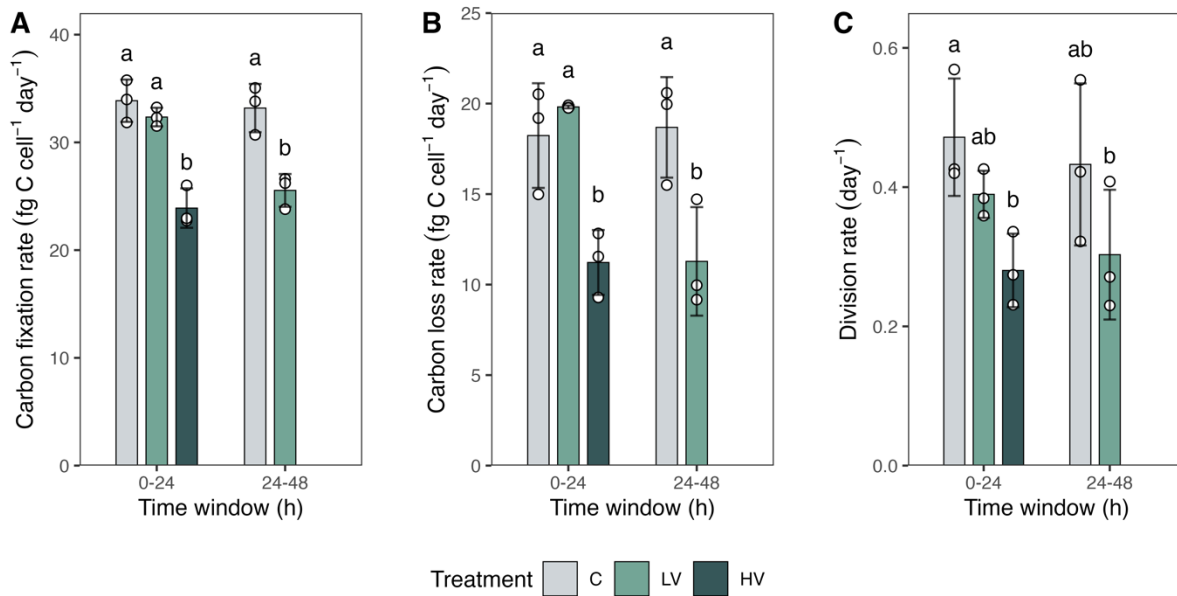 A
Carbon fixation rate (fg C cell⁻¹ day⁻¹)
40
30
20
10
0
a
a
b
a
b
0-24
24-48
Time window (h)
B
Carbon loss rate (fg C cell⁻¹ day⁻¹)
25
20
15
10
5
0
a
a
b
a
b
0-24
24-48
Time window (h)
C
Division rate (day⁻¹)
0.6
0.4
0.2
0.0
a
ab
b
ab
b
0-24
24-48
Time window (h)
Treatment C LV HV